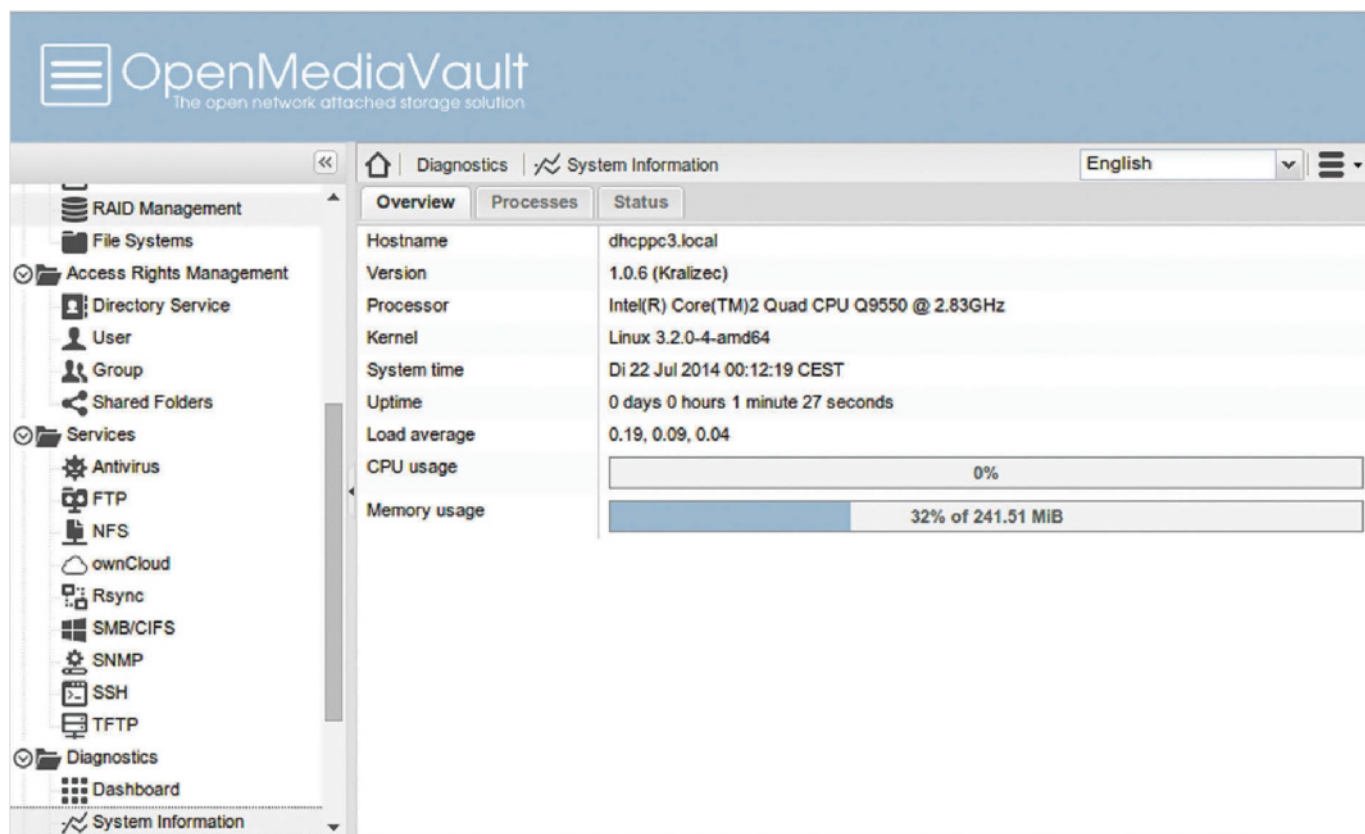 OpenMediaVault
The open network attached storage solution
Diagnostics System Information English
Overview Processes Status
RAID Management
File Systems
Access Rights Management
Directory Service
User
Group
Shared Folders
Services
Antivirus
FTP
NFS
ownCloud
Rsync
SMB/CIFS
SNMP
SSH
TFTP
Diagnostics
Dashboard
System Information
Hostname dhcppc3.local
Version 1.0.6 (Kralizec)
Processor Intel(R) Core(TM)2 Quad CPU Q9550 @ 2.83GHz
Kernel Linux 3.2.0-4-amd64
System time Di 22 Jul 2014 00:12:19 CEST
Uptime 0 days 0 hours 1 minute 27 seconds
Load average 0.19, 0.09, 0.04
CPU usage 0%
Memory usage 32% of 241.51 MiB